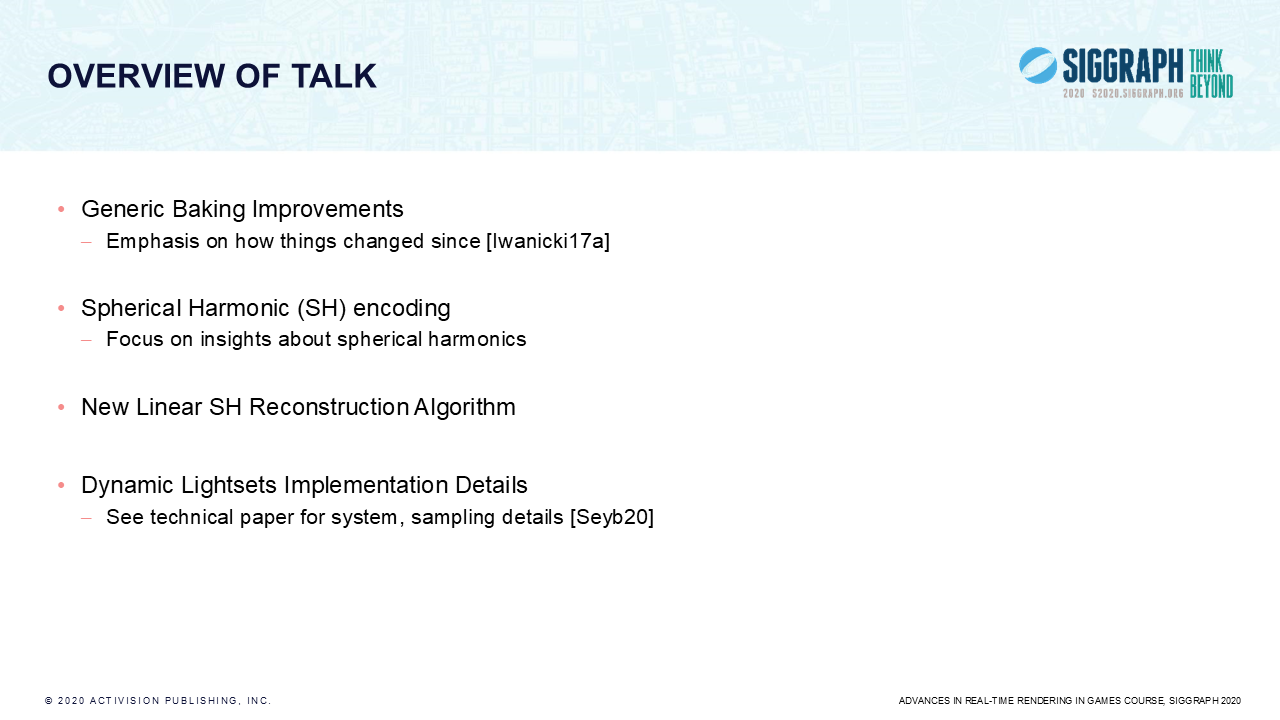 OVERVIEW OF TALK
SIGGRAPH
THINK
BEYOND
2020 S2020.SIGGRAPH.ORG
• Generic Baking Improvements
– Emphasis on how things changed since [Iwanicki17a]
• Spherical Harmonic (SH) encoding
– Focus on insights about spherical harmonics
• New Linear SH Reconstruction Algorithm
• Dynamic Lightsets Implementation Details
– See technical paper for system, sampling details [Seyb20]
© 2020 ACTIVISION PUBLISHING, INC.
ADVANCES IN REAL-TIME RENDERING IN GAMES COURSE, SIGGRAPH 2020